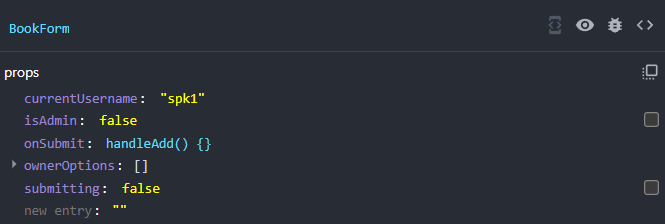 BookForm
props
currentUsername: "spk1"
isAdmin: false
onSubmit: handleAdd() {}
ownerOptions: []
submitting: false
new entry: ""